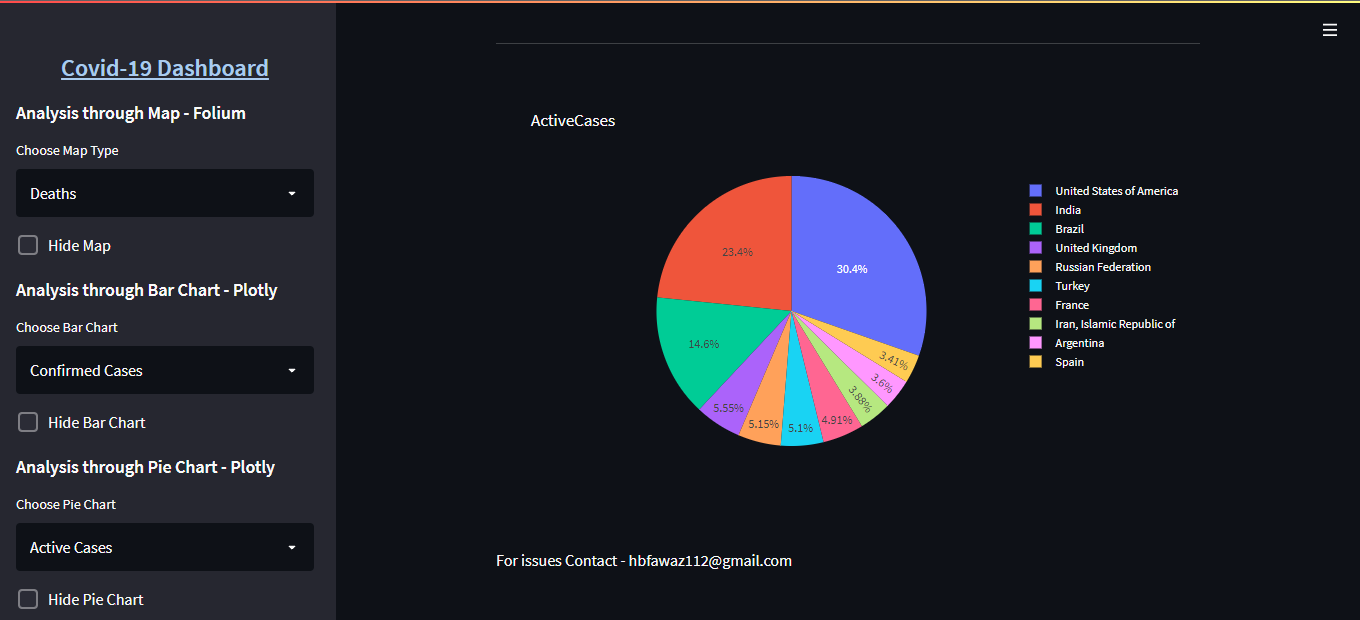 Covid-19 Dashboard
Analysis through Map - Folium
Choose Map Type
Deaths
Hide Map
Analysis through Bar Chart - Plotly
Choose Bar Chart
Confirmed Cases
Hide Bar Chart
Analysis through Pie Chart - Plotly
Choose Pie Chart
Active Cases
Hide Pie Chart
ActiveCases
23.4%
30.4%
14.6%
5.55%
5.15%
5.1%
4.91%
3.88%
3.6%
3.41%
United States of America
India
Brazil
United Kingdom
Russian Federation
Turkey
France
Iran, Islamic Republic of
Argentina
Spain
For issues Contact - hbfawaz112@gmail.com